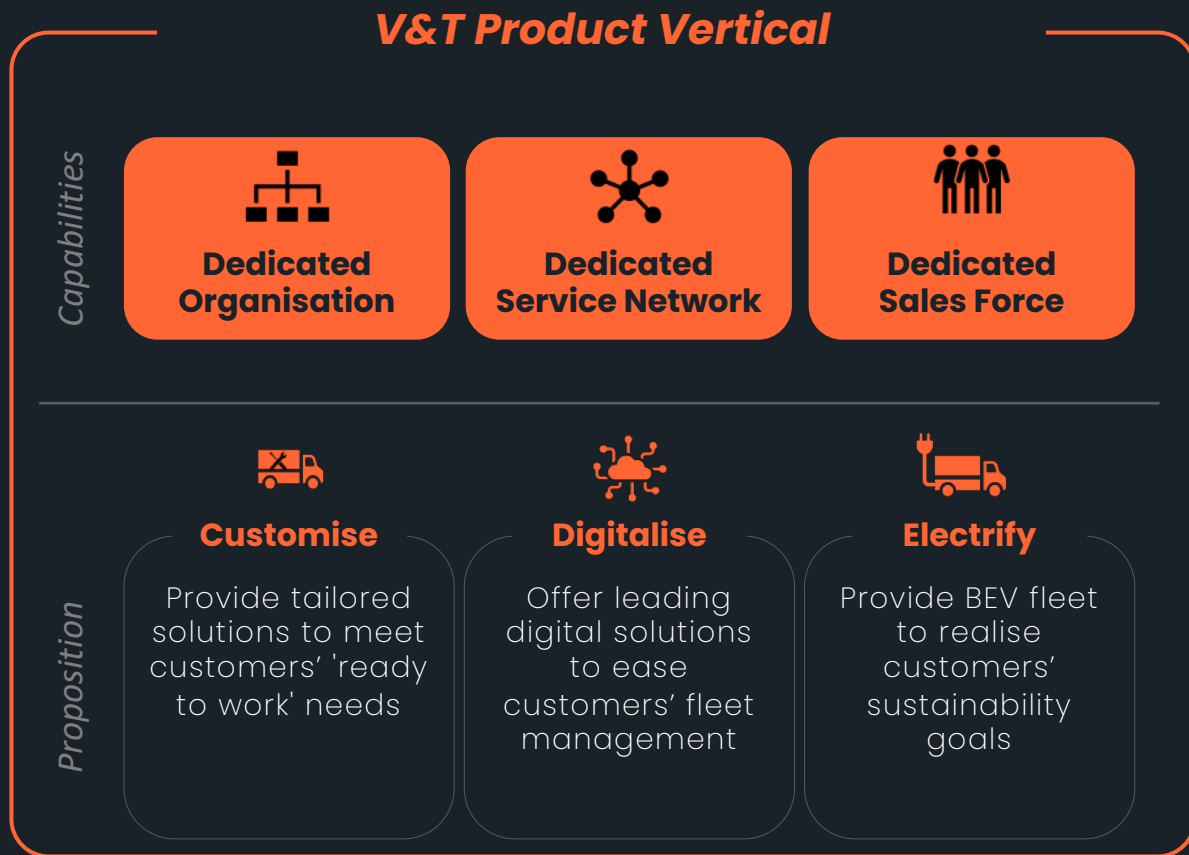 V&T Product Vertical
Capabilities
Dedicated
Organisation
Dedicated
Service Network
Dedicated
Sales Force
Proposition
Customise
Provide tailored
solutions to meet
customers’ 'ready
to work' needs
Digitalise
Offer leading
digital solutions
to ease
customers’ fleet
management
Electrify
Provide BEV fleet
to realise
customers’
sustainability
goals